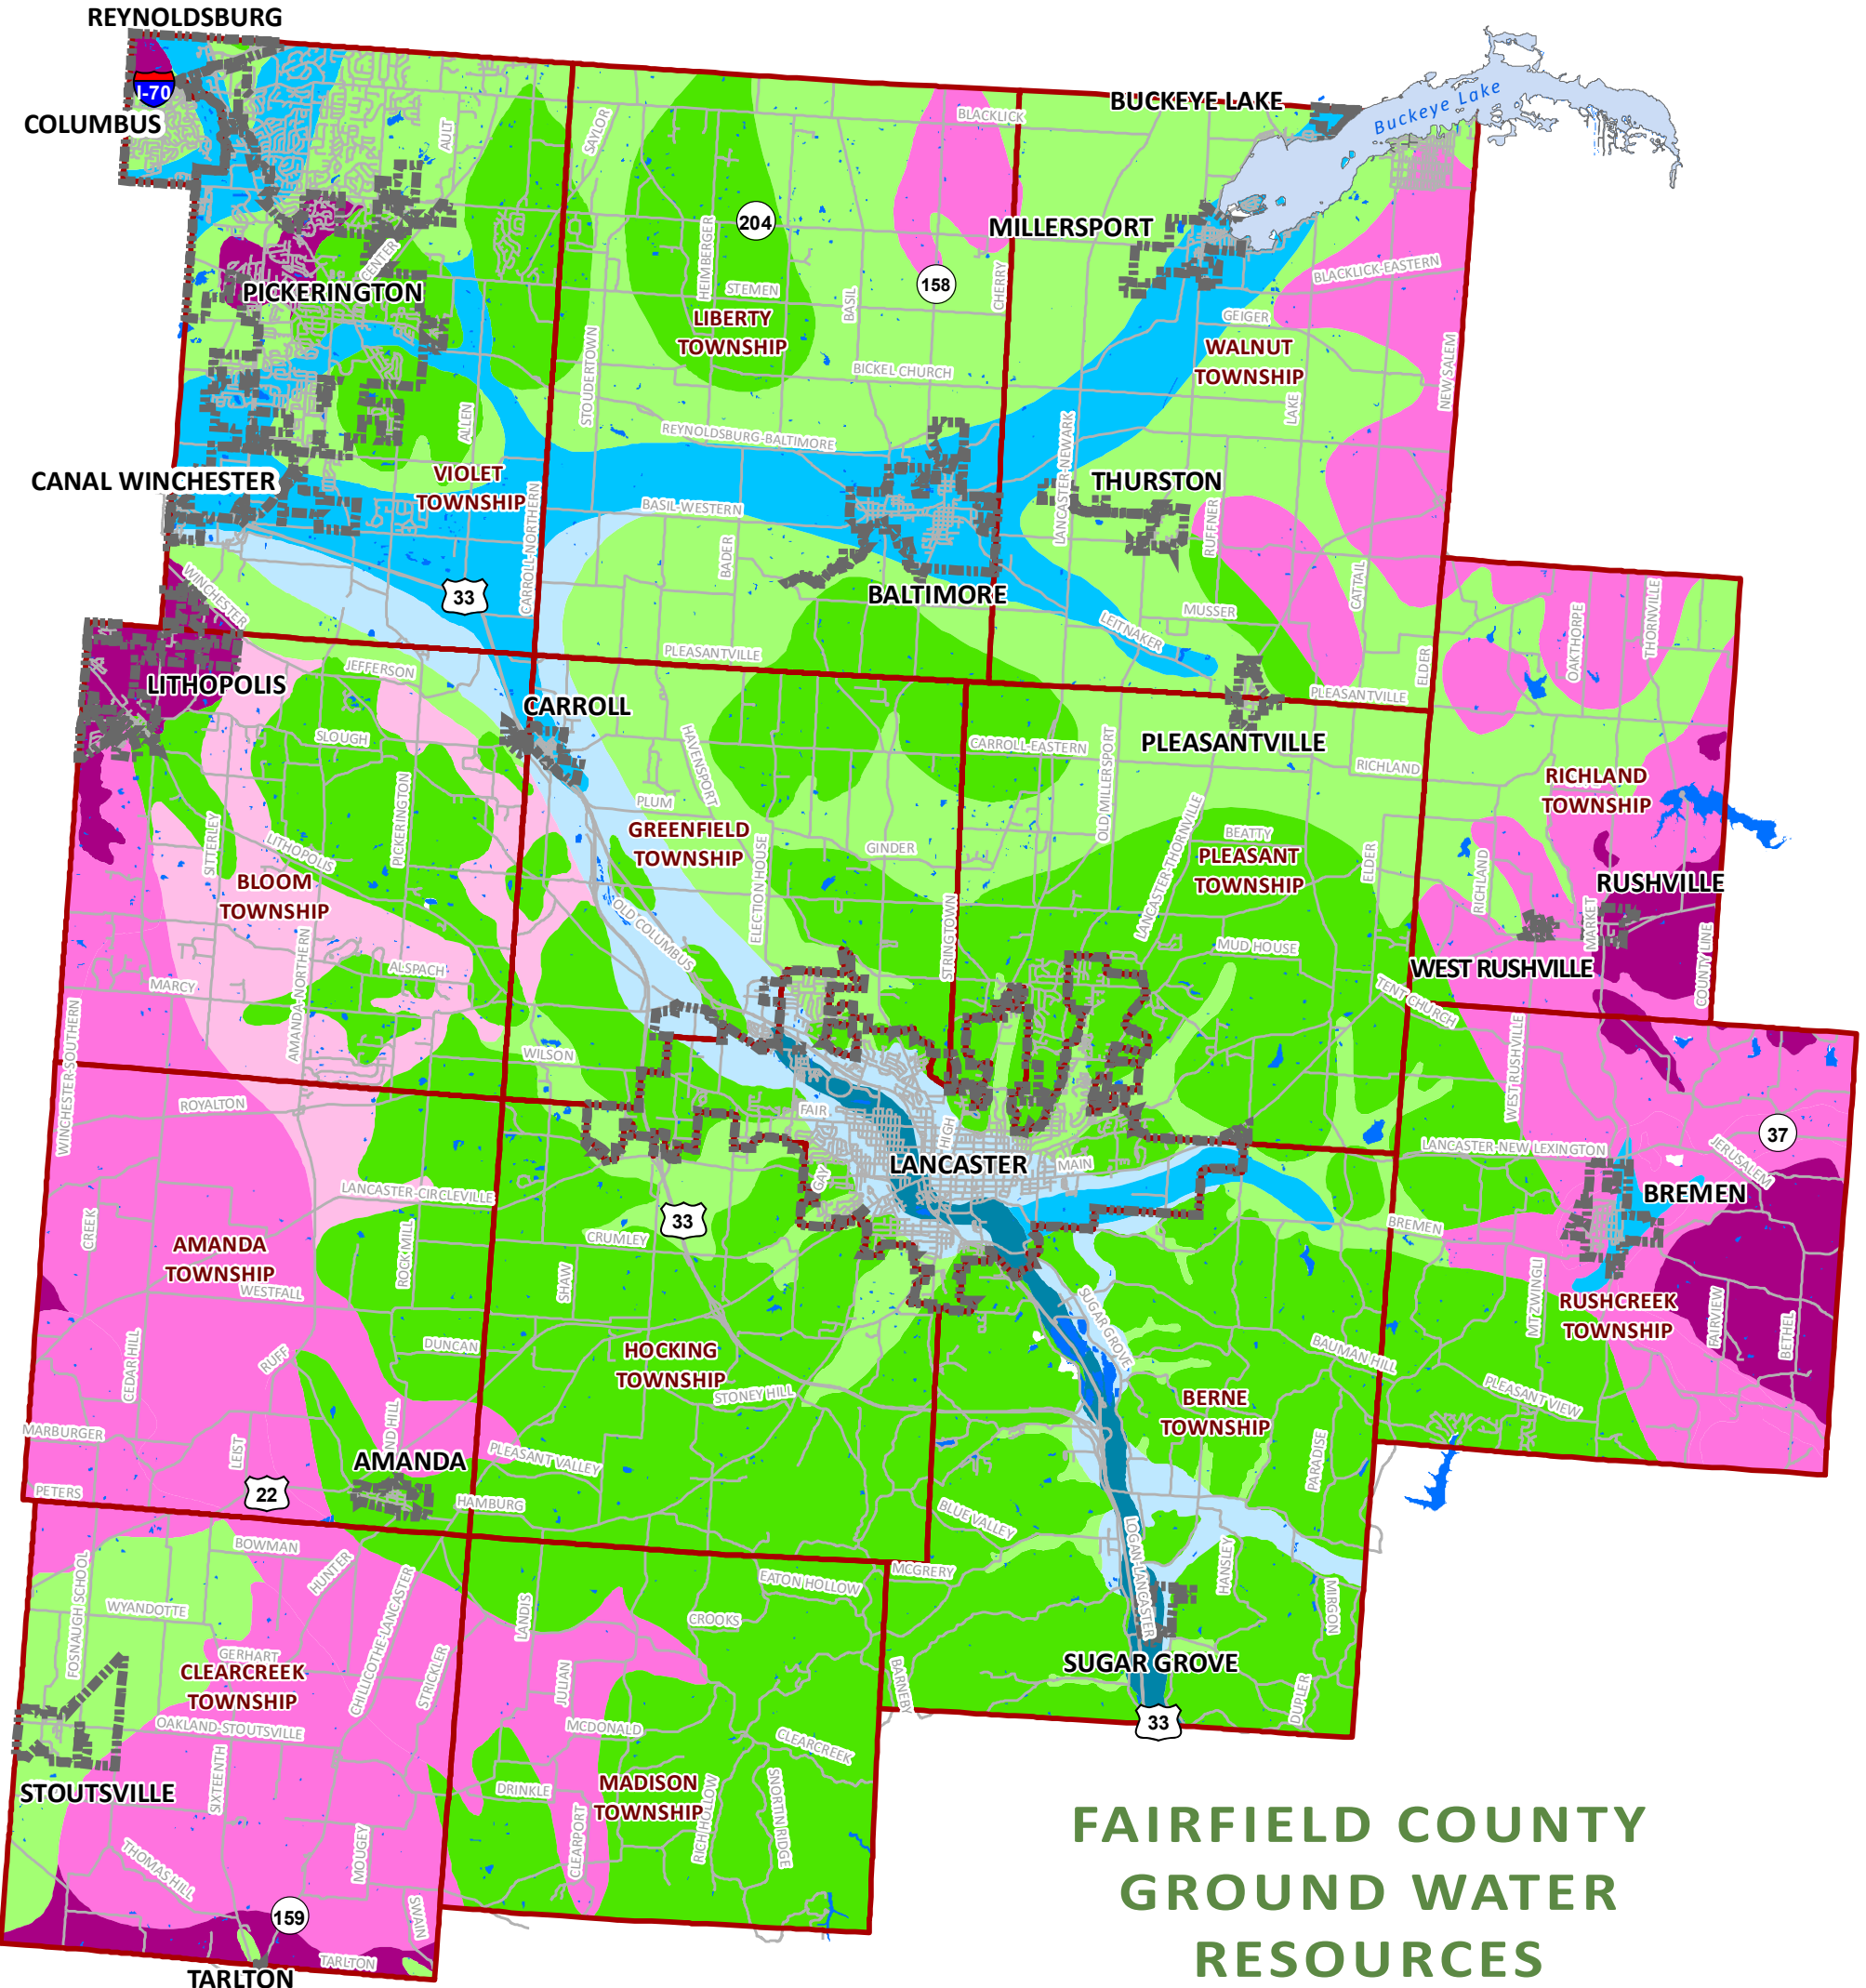 REYNOLDSBURG
I-70
COLUMBUS
AULT
SAYLOR
BLACKLICK
BUCKEYE LAKE
Buckeye Lake
204
HEIMBERGER
MILLERSPORT
CENTER
PICKERINGTON
STEMEN
BASIL
158
CHERRY
BLACKLICK-EASTERN
LIBERTY
TOWNSHIP
GEIGER
WALNUT
TOWNSHIP
STOUDERTOWN
BICKEL CHURCH
NEW SALEM
LAKE
ALLEN
REYNOLDSBURG-BALTIMORE
LANCASTER-NEWARK
CANAL WINCHESTER
VIOLET
TOWNSHIP
THURSTON
CARROLL-NORTHERN
BASIL WESTERN
RUFFNER
BADER
WINCHESTER
33
BALTIMORE
CATTAIL
MUSSER
LEITNAKER
OAKTHORPE
THORNVILLE
ELDER
PLEASANTVILLE
JEFFERSON
LITHOPOLIS
PLEASANTVILLE
CARROLL
SLOUGH
HAVENSPORT
CARROLL-EASTERN
OLD MILLERSPORT
PLEASANTVILLE
RICHLAND
RICHLAND
TOWNSHIP
PICKERINGTON
PLUM
GREENFIELD
TOWNSHIP
SITTERLEY
LITHOPOLIS
GINDER
ELECTION HOUSE
LANCASTER-THORNVILLE
BEATTY
PLEASANT
TOWNSHIP
ELDER
RICHLAND
RUSHVILLE
BLOOM
TOWNSHIP
OLD COLUMBUS
STRINGTOWN
MARKET
MUD HOUSE
WEST RUSHVILLE
COUNTY LINE
AMANDA-NORTHERN
ALSPACH
MARCY
TENT CHURCH
WINCHESTER-SOUTHERN
WILSON
WEST RUSHVILLE
ROYALTON
FAIR
HIGH
37
LANCASTER-NEW LEXINGTON
JERUSALEM
LANCASTER
MAIN
GAY
LANCASTER-CIRCLEVILLE
BREMEN
CREEK
33
CRUMLEY
BREMEN
AMANDA
TOWNSHIP
ROCK MILL
SHAW
WESTFALL
SUGAR GROVE
MT ZWINGLI
RUSHCREEK
TOWNSHIP
FAIRVIEW
BETHEL
CEDAR HILL
RUFF
DUNCAN
HOCKING
TOWNSHIP
BAUMAN HILL
STONEY HILL
BERNE
TOWNSHIP
PLEASANT VIEW
MARBURGER
LEIST
AMANDA
PLEASANT VALLEY
PARADISE
22
PETERS
HAMBURG
BLUE VALLEY
LOGAN-LANCASTER
BOWMAN
HUNTER
HANSLEY
FOSNAUGH SCHOOL
MCGRERY
EATON HOLLOW
MIRGON
WYANDOTTE
CHILLICOTHE-LANCASTER
LANDIS
CROOKS
GERHART
CLEARCREEK
TOWNSHIP
STRICKLER
JULIAN
BARNEBY
SUGAR GROVE
DUPLER
OAKLAND-STOUTSVILLE
MCDONALD
CLEARCREEK
33
SIXTEENTH
STOUTSVILLE
DRINKLE
MADISON
TOWNSHIP
RICH HOLLOW
SNORTIN RIDGE
CLEARPORT
MOUGEY
THOMAS HILL
159
SWAIN
TARLTON
TARLTON
FAIRFIELD COUNTY
GROUND WATER
RESOURCES